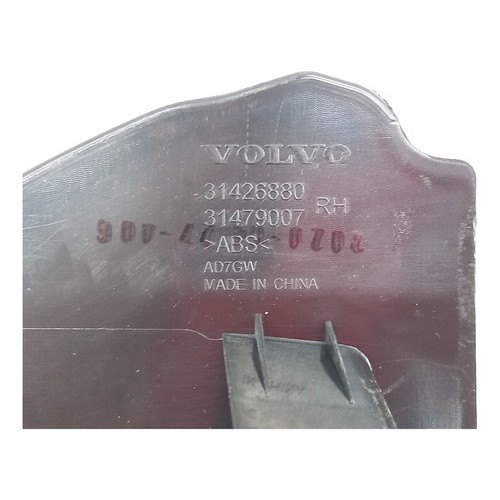 VOLVO
31426880
31479007 RH
>ABS<
AD7GW
MADE IN CHINA